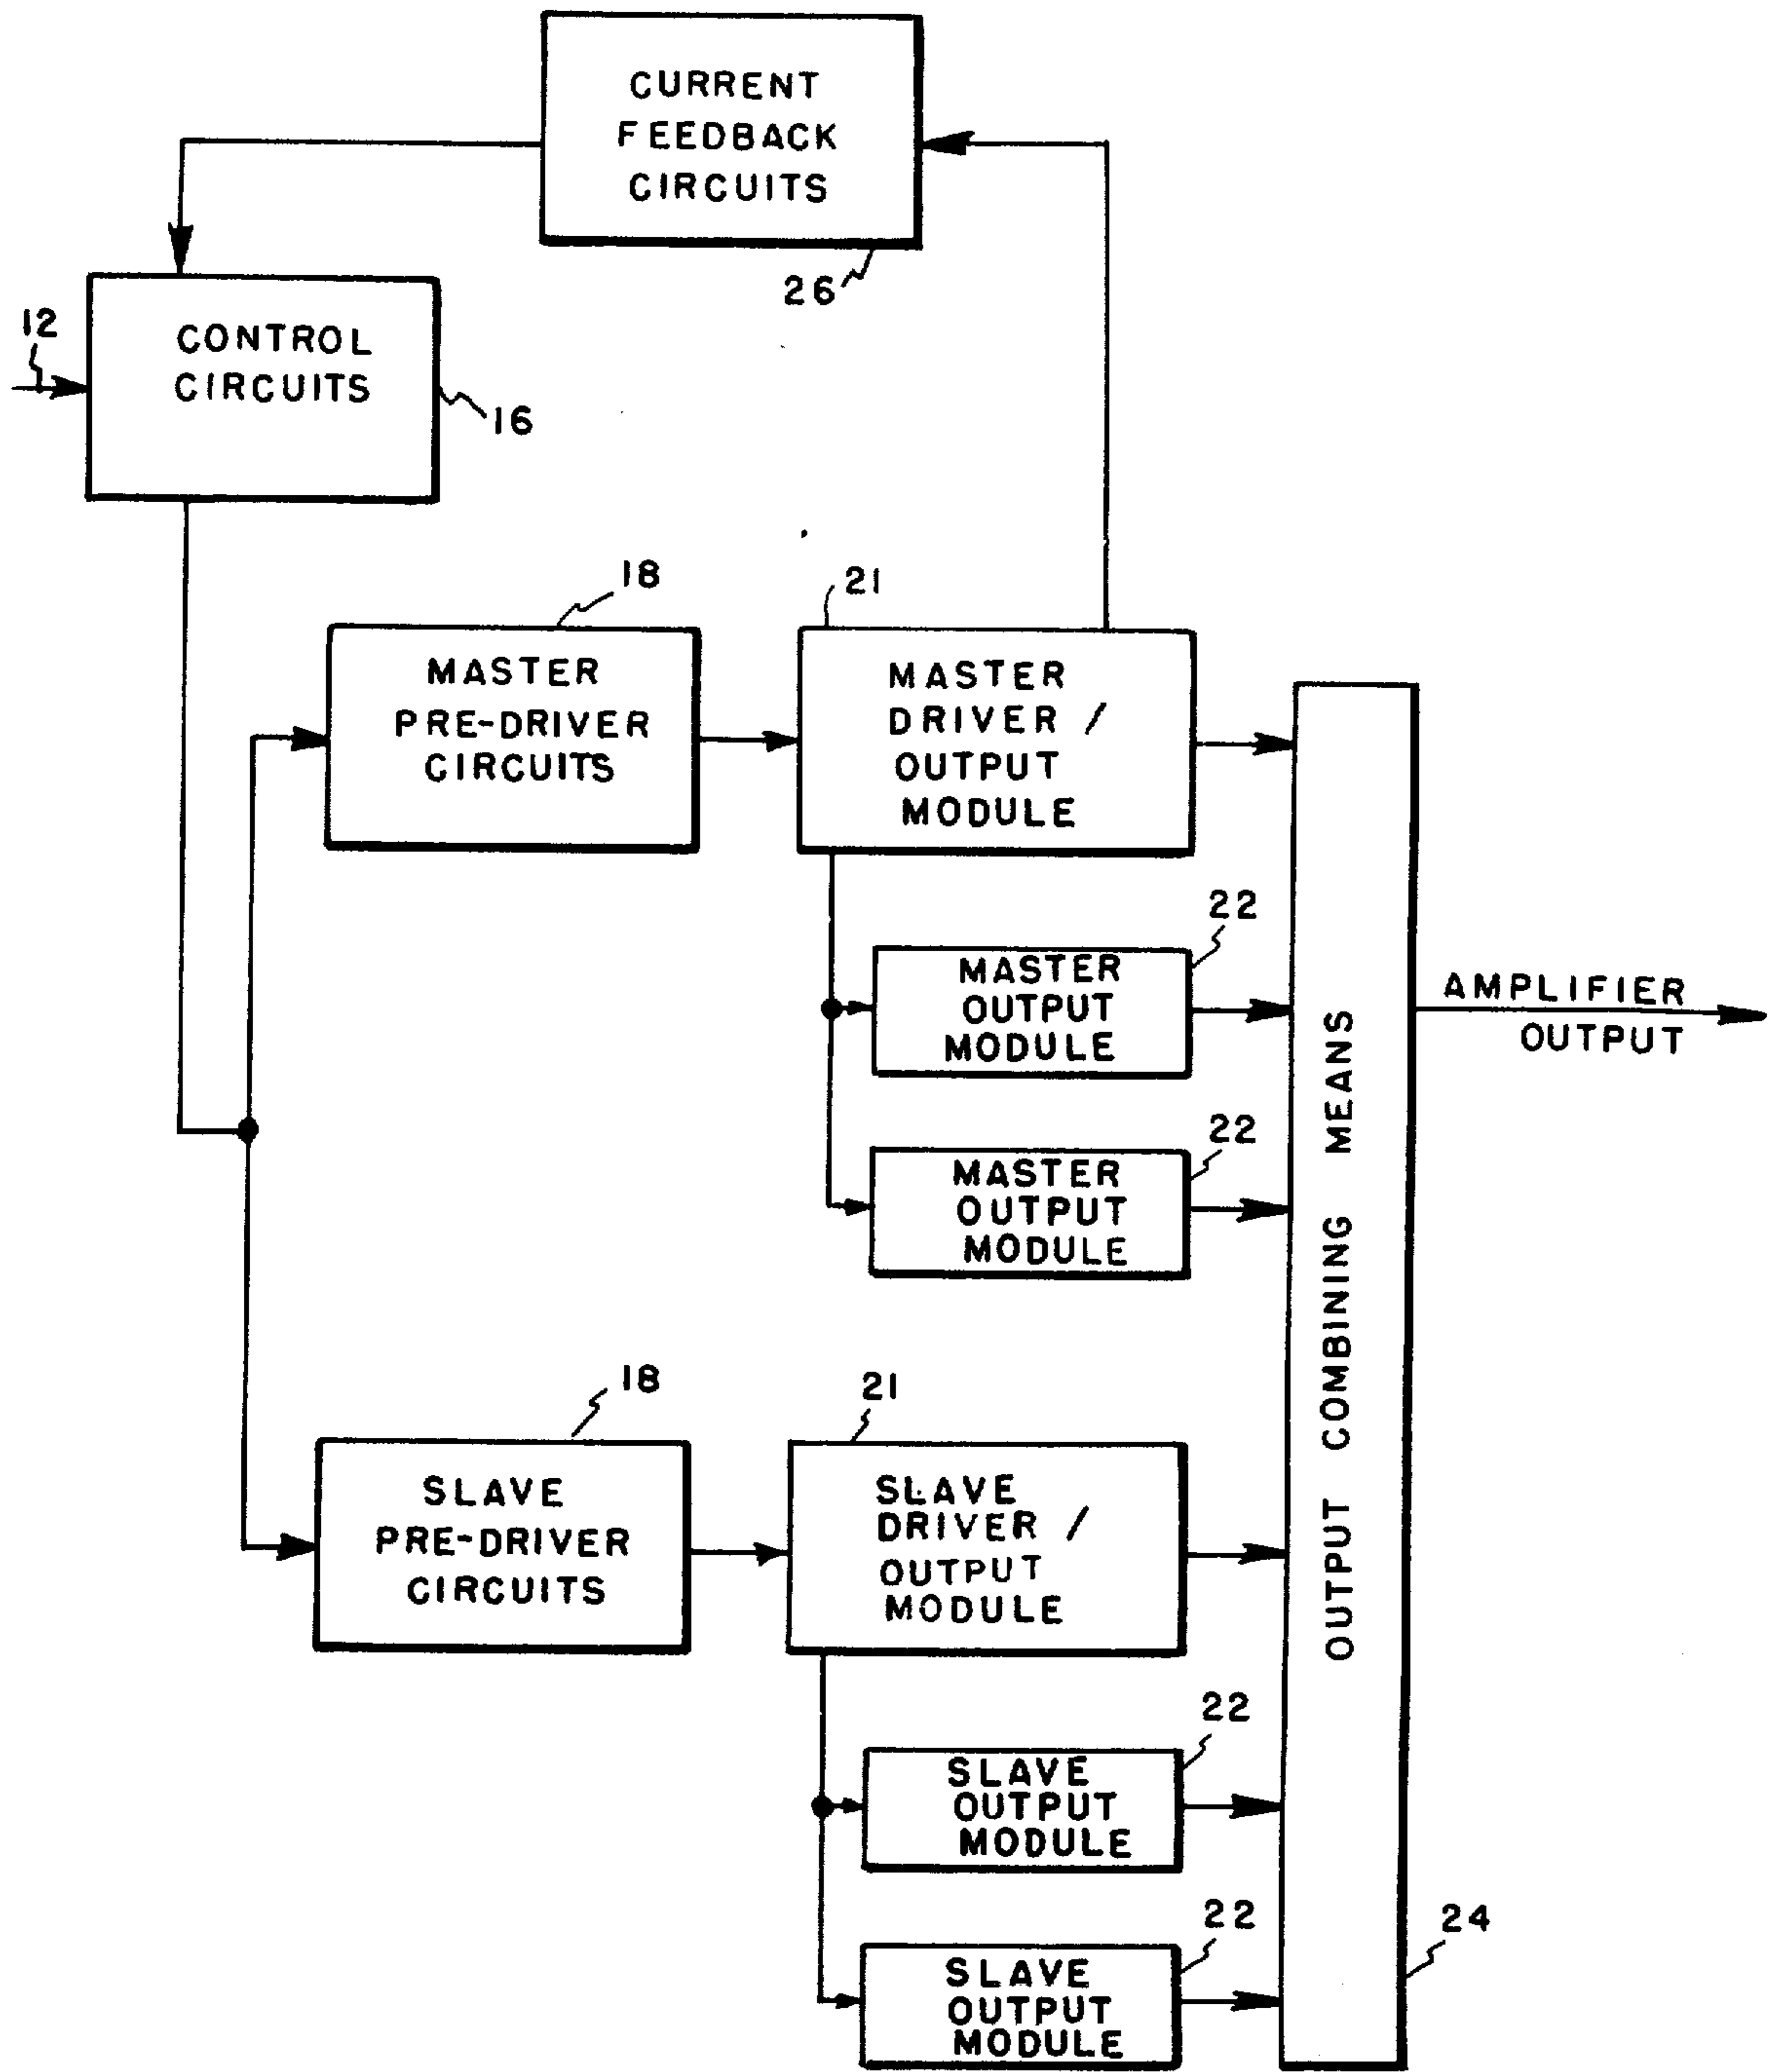 CURRENT
FEEDBACK
CIRCUITS
26
12
CONTROL
CIRCUITS
16
18
MASTER
PRE-DRIVER
CIRCUITS
21
MASTER
DRIVER /
OUTPUT
MODULE
22
MASTER
OUTPUT
MODULE
22
MASTER
OUTPUT
MODULE
AMPLIFIER
OUTPUT
OUTPUT COMBINING MEANS
18
SLAVE
PRE-DRIVER
CIRCUITS
21
SLAVE
DRIVER /
OUTPUT
MODULE
22
SLAVE
OUTPUT
MODULE
22
SLAVE
OUTPUT
MODULE
24